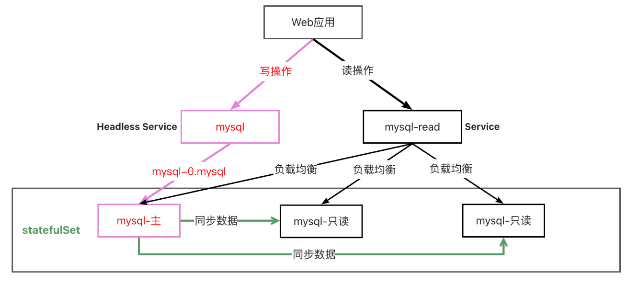 Web应用
写操作
读操作
Headless Service
mysql
mysql-read
Service
mysql-0.mysql
负载均衡
负载均衡
负载均衡
statefulSet
mysql-主
同步数据
mysql-只读
mysql-只读
同步数据